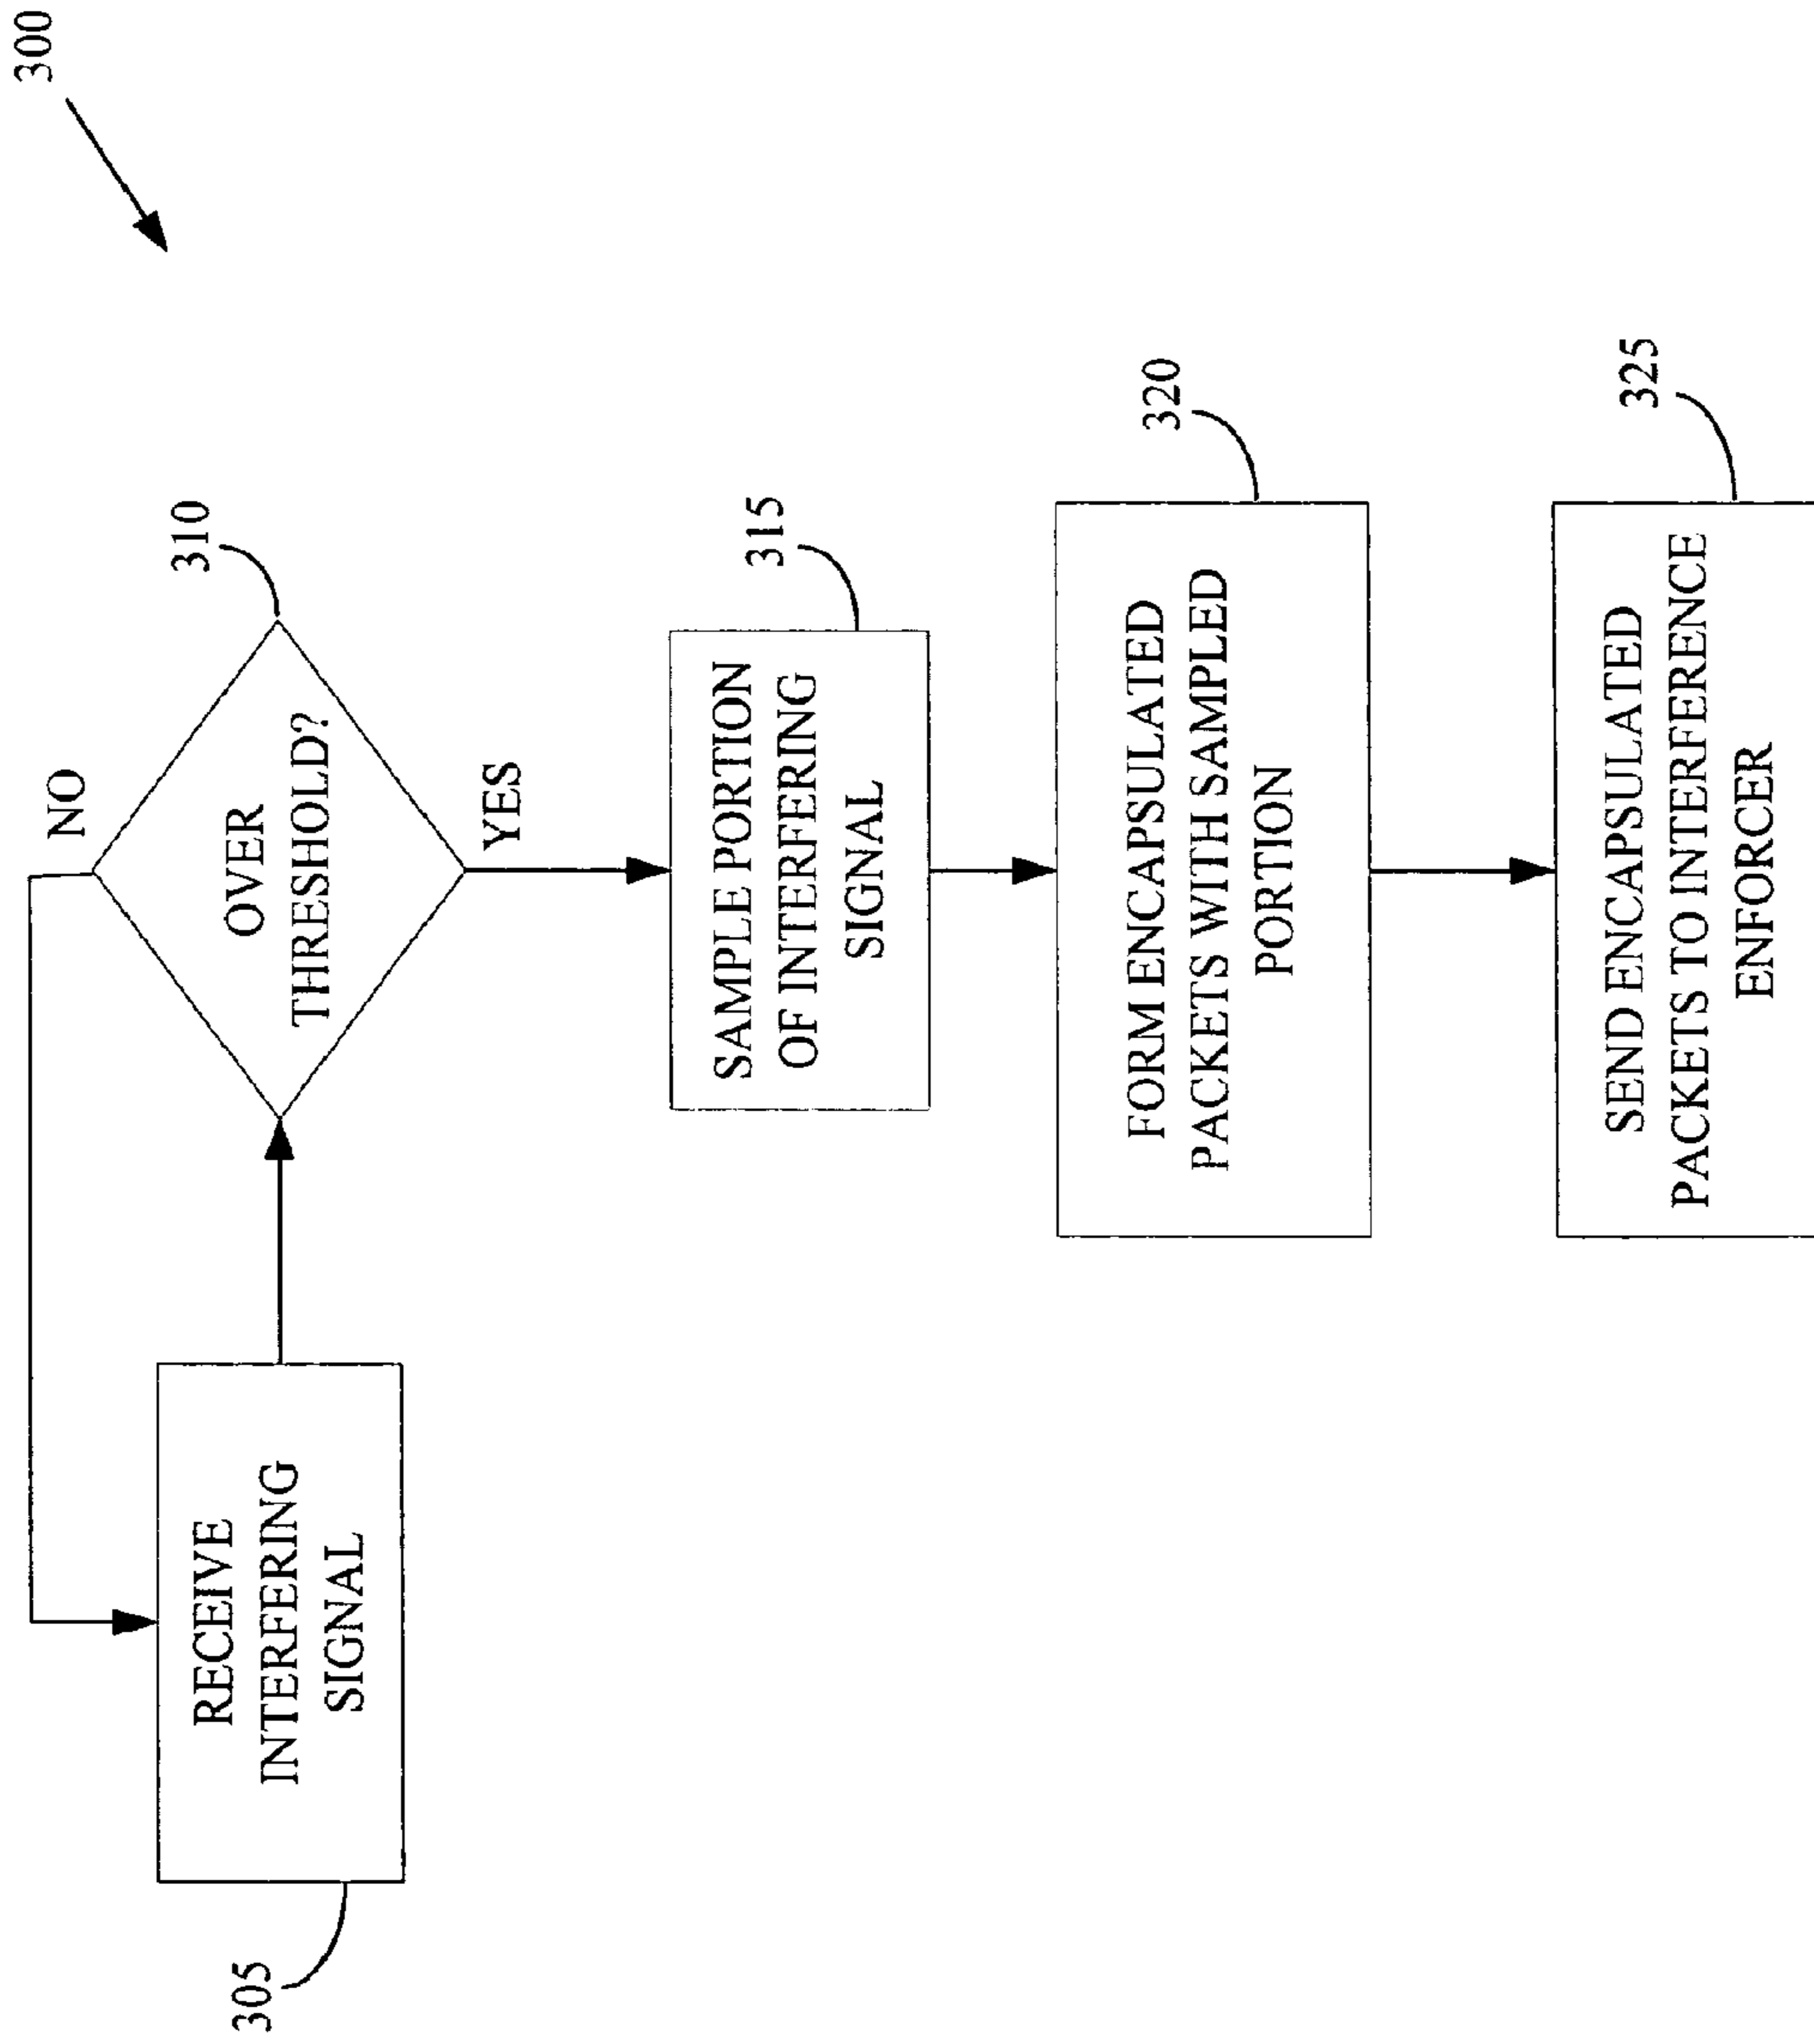 300
305
RECEIVE
INTERFERING
SIGNAL
NO
310
OVER
THRESHOLD?
YES
315
SAMPLE PORTION
OF INTERFERING
SIGNAL
320
FORM ENCAPSULATED
PACKETS WITH SAMPLED
PORTION
325
SEND ENCAPSULATED
PACKETS TO INTERFERENCE
ENFORCER